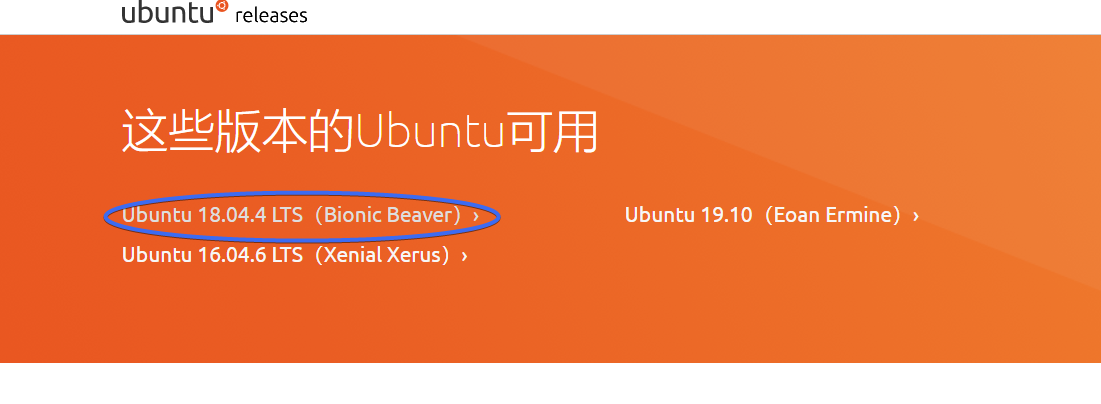 ubuntu releases
这些版本的Ubuntu可用
Ubuntu 18.04.4 LTS（Bionic Beaver）›
Ubuntu 19.10（Eoan Ermine）›
Ubuntu 16.04.6 LTS（Xenial Xerus）›